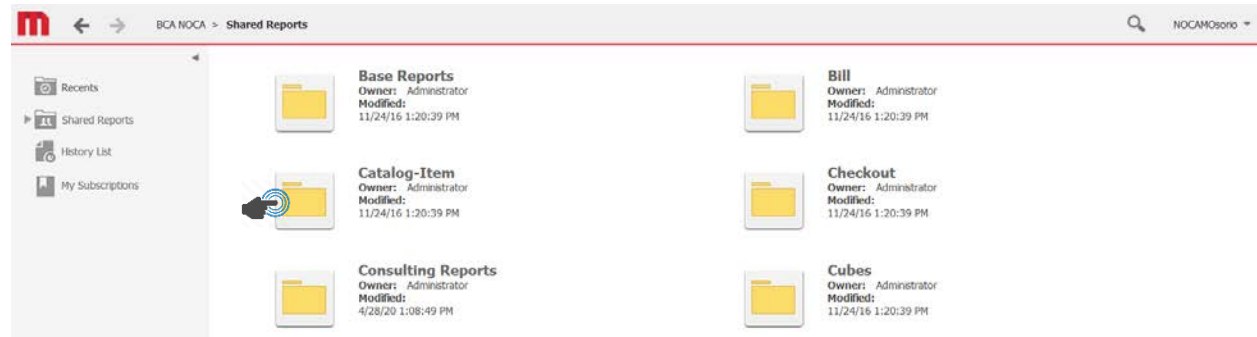 BCA NOCA > Shared Reports
NOCAMOsorio
Recents
Shared Reports
History List
My Subscriptions
Base Reports
Owner: Administrator
Modified:
11/24/16 1:20:39 PM
Bill
Owner: Administrator
Modified:
11/24/16 1:20:39 PM
Catalog-Item
Owner: Administrator
Modified:
11/24/16 1:20:39 PM
Checkout
Owner: Administrator
Modified:
11/24/16 1:20:39 PM
Consulting Reports
Owner: Administrator
Modified:
4/28/20 1:08:49 PM
Cubes
Owner: Administrator
Modified:
11/24/16 1:20:39 PM